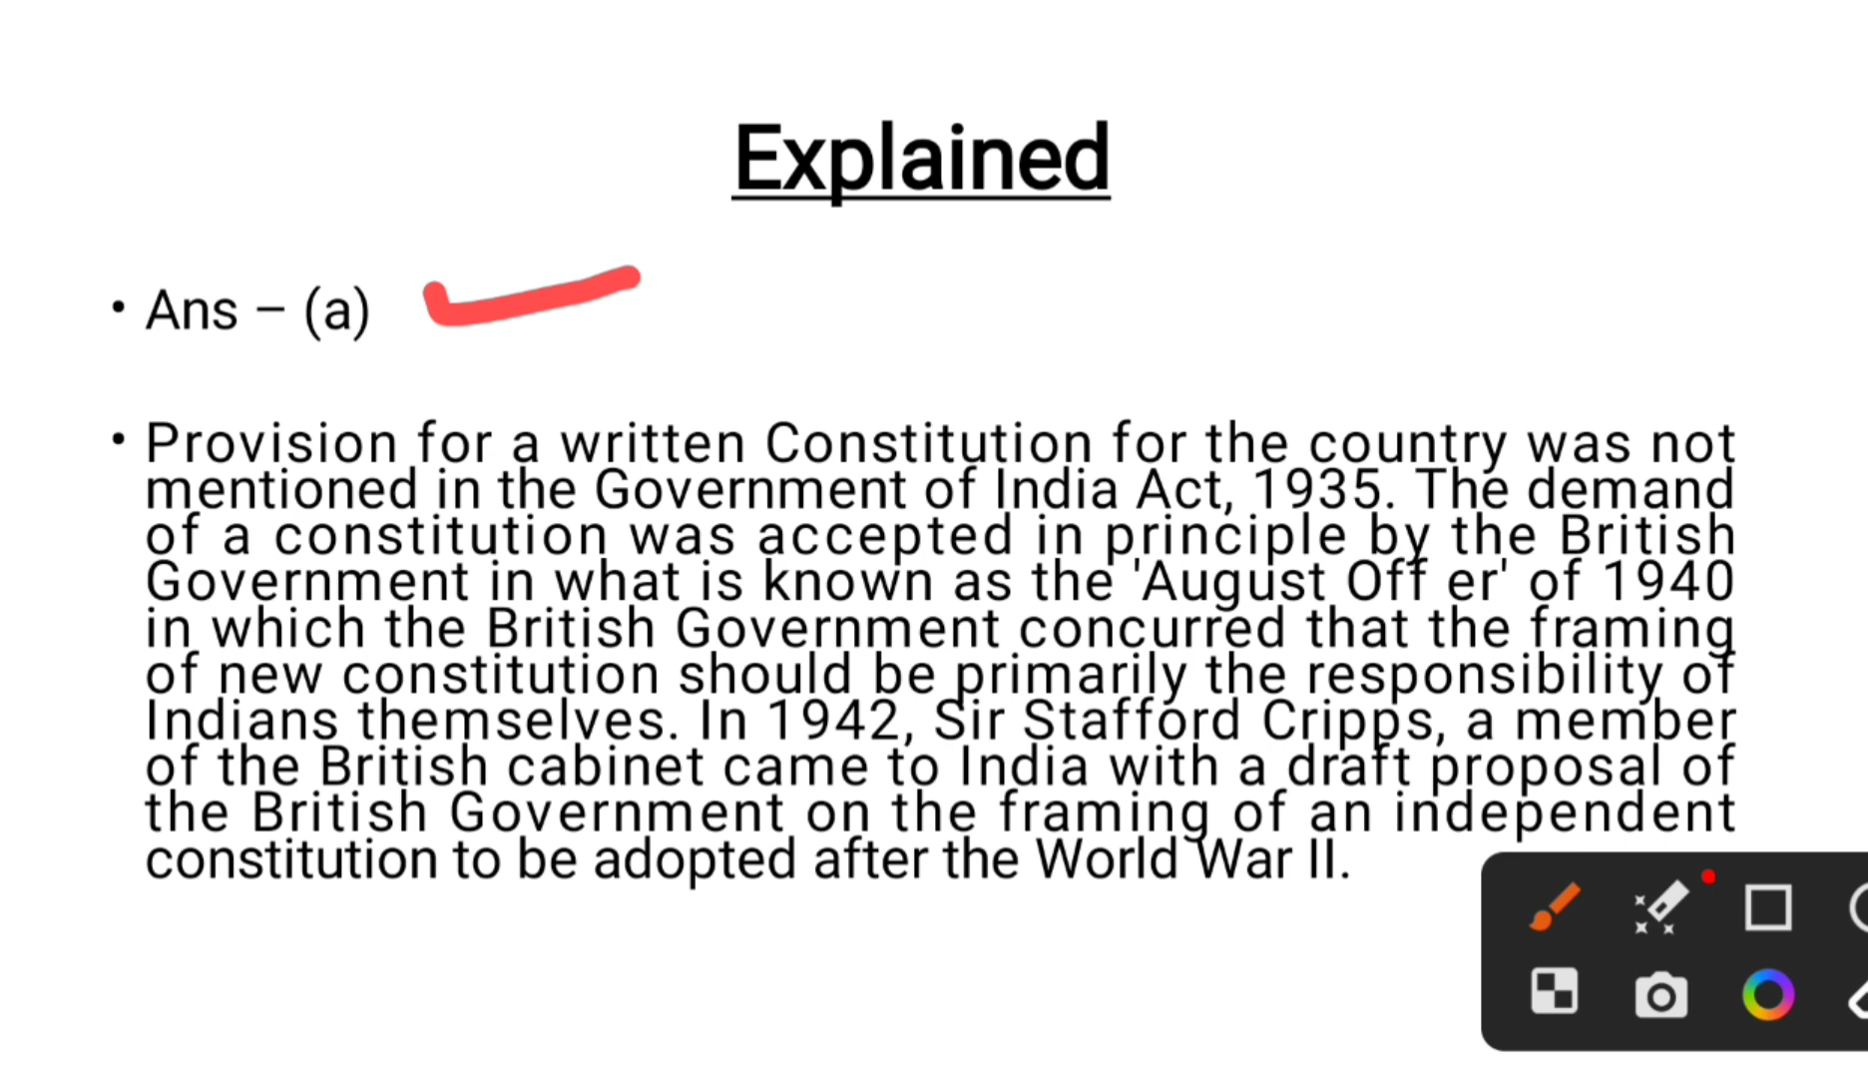 Explained
• Ans – (a)
• Provision for a written Constitution for the country was not
mentioned in the Government of India Act, 1935. The demand
of a constitution was accepted in principle by the British
Government in what is known as the 'August Off er' of 1940
in which the British Government concurred that the framing
of new constitution should be primarily the responsibility of
Indians themselves. In 1942, Sir Stafford Cripps, a member
of the British cabinet came to India with a draft proposal of
the British Government on the framing of an independent
constitution to be adopted after the World War II.